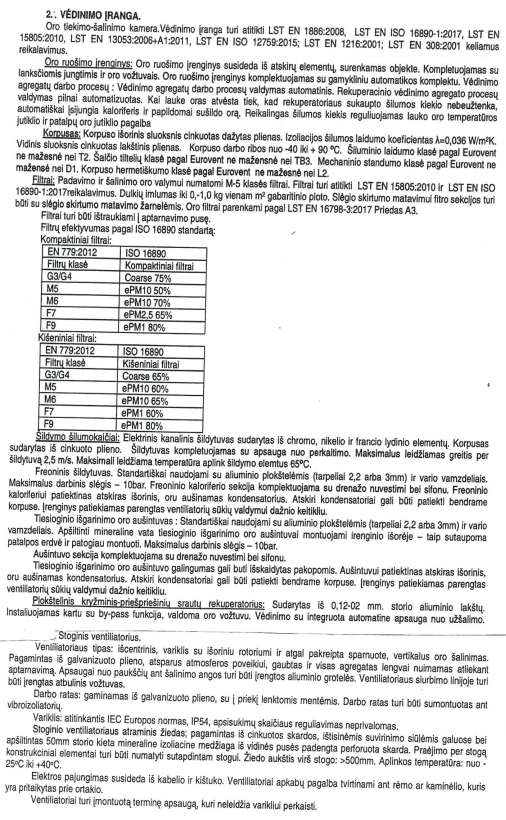 2.. VĖDINIMO ĮRANGA.
Oro tiekimo-šalinimo kamera.Vėdinimo įranga turi atitikti LST EN 1886:2008, LST EN ISO 16890-1:2017, LST EN
15805:2010, LST EN 13053:2006+A1:2011, LST EN ISO 12759:2015; LST EN 1216:2001; LST EN 308:2001 keliamus
reikalavimus.
Oro ruošimo įrenginys: Oro ruošimo įrenginys susideda iš atskirų elementų, surenkamas objekte. Kompletuojamas su
lanksčiomis jungtimis ir oro vožtuvais. Oro ruošimo įrenginys komplektuojamas su gamykliniu automatikos komplektu. Vėdinimo
agregatų darbo procesų : Vėdinimo agregatų darbo procesų valdymas automatinis. Rekuperacinio vėdinimo agregato procesų
valdymas pilnai automatizuotas. Kai lauke oras atvėsta tiek, kad rekuperatoriaus sukaupto šilumos kiekio nebeužtenka,
automatiškai įsijungia kaloriferis ir papildomai sušildo orą. Reikalingas šilumos kiekis reguliuojamas lauko oro temperatūros
jutiklio ir patalpų oro jutiklio pagalba
Korpusas: Korpuso išorinis sluoksnis cinkuotas dažytas plienas. Izoliacijos šilumos laidumo koeficientas λ=0,036 W/m²K.
Vidinis sluoksnis cinkuotas lakštinis plienas. Korpuso darbo ribos nuo -40 iki + 90 ºC. Šiluminio laidumo klasė pagal Eurovent
ne mažesnė nei T2. Šalčio tiltelių klasė pagal Eurovent ne mažensnė nei TB3. Mechaninio standumo klasė pagal Eurovent ne
mažesnė nei D1. Korpuso hermetiškumo klasė pagal Eurovent ne mažesnė nei L2.
Filtrai: Padavimo ir šalinimo oro valymui numatomi M-5 klasės filtrai. Filtrai turi atitikti LST EN 15805:2010 ir LST EN ISO
16890-1:2017reikalavimus. Dulkių imlumas iki 0,-1,0 kg vienam m² gabaritinio ploto. Slėgio skirtumo matavimui filtro sekcijos turi
būti su slėgio skirtumo matavimo žarnelėmis. Oro filtrai parenkami pagal LST EN 16798-3:2017 Priedas A3.
Filtrai turi būti ištraukiami į aptarnavimo pusę.
Filtrų efektyvumas pagal ISO 16890 standartą:
Kompaktiniai filtrai:
EN 779:2012 ISO 16890
Filtrų klasė Kompaktiniai filtrai
G3/G4 Coarse 75%
M5 ePM10 50%
M6 ePM10 70%
F7 ePM2,5 65%
F9 ePM1 80%
Kišeniniai filtrai:
EN 779:2012 ISO 16890
Filtrų klasė Kišeniniai filtrai
G3/G4 Coarse 65%
M5 ePM10 60%
M6 ePM10 65%
F7 ePM1 60%
F9 ePM1 80%
Šildymo šilumokaičiai: Elektrinis kanalinis šildytuvas sudarytas iš chromo, nikelio ir francio lydinio elementų. Korpusas
sudarytas iš cinkuoto plieno. Šildytuvas kompletuojamas su apsauga nuo perkaitimo. Maksimalus leidžiamas greitis per
šildytuvą 2,5 m/s. Maksimali leidžiama temperatūra aplink šildymo elemtus 65ºC.
Freoninis šildytuvas. Standartiškai naudojami su aliuminio plokštelėmis (tarpeliai 2,2 arba 3mm) ir vario vamzdeliais.
Maksimalus darbinis slėgis – 10bar. Freoninio kaloriferio sekcija komplektuojama su drenažo nuvestimi bei sifonu. Freoninio
kaloriferiui patiektinas atskiras išorinis, oru aušinamas kondensatorius. Atskiri kondensatoriai gali būti patiekti bendrame
korpuse. Įrenginys patiekiamas parengtas ventiliatorių sūkių valdymui dažnio keitikliu.
Tiesioginio išgarinimo oro aušintuvas : Standartiškai naudojami su aliuminio plokštelėmis (tarpeliai 2,2 arba 3mm) ir vario
vamzdeliais. Apšiltinti mineraline vata tiesioginio išgarinimo oro aušintuvai montuojami irenginio išorėje – taip sutaupoma
patalpos erdvė ir patogiau montuoti. Maksimalus darbinis slėgis – 10bar.
Aušintuvo sekcija komplektuojama su drenažo nuvestimi bei sifonu.
Tiesioginio išgarinimo oro aušintuvo galingumas gali butI išskaidytas pakopomis. Aušintuvui patiektinas atskiras išorinis,
oru aušinamas kondensatorius. Atskiri kondensatoriai gali būti patiekti bendrame korpuse. Įrenginys patiekiamas parengtas
ventiliatorių sūkių valdymui dažnio keitikliu.
Plokštelinis kryžminis-priešpriešinių srautų rekuperatorius: Sudarytas iš 0,12-02 mm. storio aliuminio lakštų.
Instaliuojamas kartu su by-pass funkcija, valdoma oro vožtuvu. Vėdinimo su integruota automatine apsauga nuo užšalimo.
Stoginis ventiliatorius.
Ventiliatoriaus tipas: išcentrinis, variklis su išoriniu rotoriumi ir atgal pakreipta sparnuote, vertikalus oro šalinimas.
Pagamintas iš galvanizuoto plieno, atsparus atmosferos poveikiui, gaubtas ir visas agregatas lengvai nuimamas atliekant
aptarnavimą. Apsaugai nuo paukščių ant šalinimo angos turi būti įrengtos aliuminio grotelės. Ventiliatoriaus siurbimo linijoje turi
būti įrengtas atbulinis vožtuvas.
Darbo ratas: gaminamas iš galvanizuoto plieno, su į priekį lenktomis mentėmis. Darbo ratas turi būti sumontuotas ant
vibroizoliatorių.
Variklis: atitinkantis IEC Europos normas, IP54, apsisukimų skaičiaus reguliavimas neprivalomas.
Stoginio ventiliatoriaus atraminis žiedas; pagamintas iš cinkuotos skardos, ištisinėmis suvirinimo siūlėmis galuose bei
apšiltintas 50mm storio kieta mineraline izoliacine medžiaga iš vidinės pusės padengta perforuota skarda. Praėjimo per stogą
konstrukciniai elementai turi būti numatyti sutapdintam stogui. Žiedo aukštis virš stogo: >500mm. Aplinkos temperatūra: nuo -
25ºC iki +40ºC.
Elektros pajungimas susideda iš kabelio ir kištuko. Ventiliatoriai apkabų pagalba tvirtinami ant rėmo ar kaminėlio, kuris
yra pritaikytas prie ortakio.
Ventiliatoriai turi įmontuotą terminę apsaugą, kuri neleidžia varikliui perkaisti.